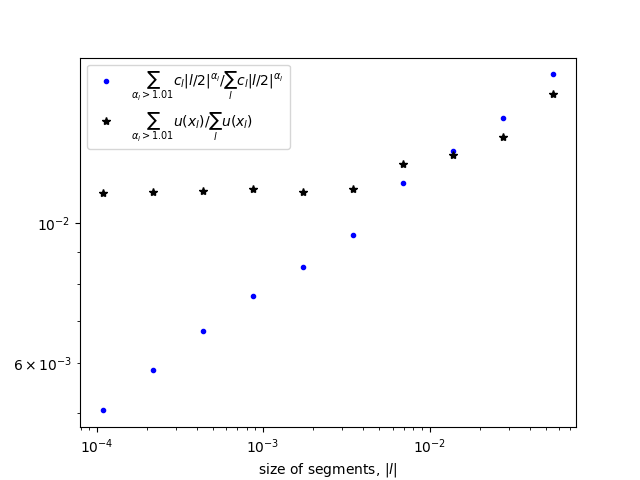 ∑_{α_l>1.01} c_l|l/2|^{α_l}/∑_l c_l|l/2|^{α_l}
∑_{α_l>1.01} u(x_l)/∑_l u(x_l)
10^{-2}
6 × 10^{-3}
10^{-4} 10^{-3} 10^{-2}
size of segments, |l|